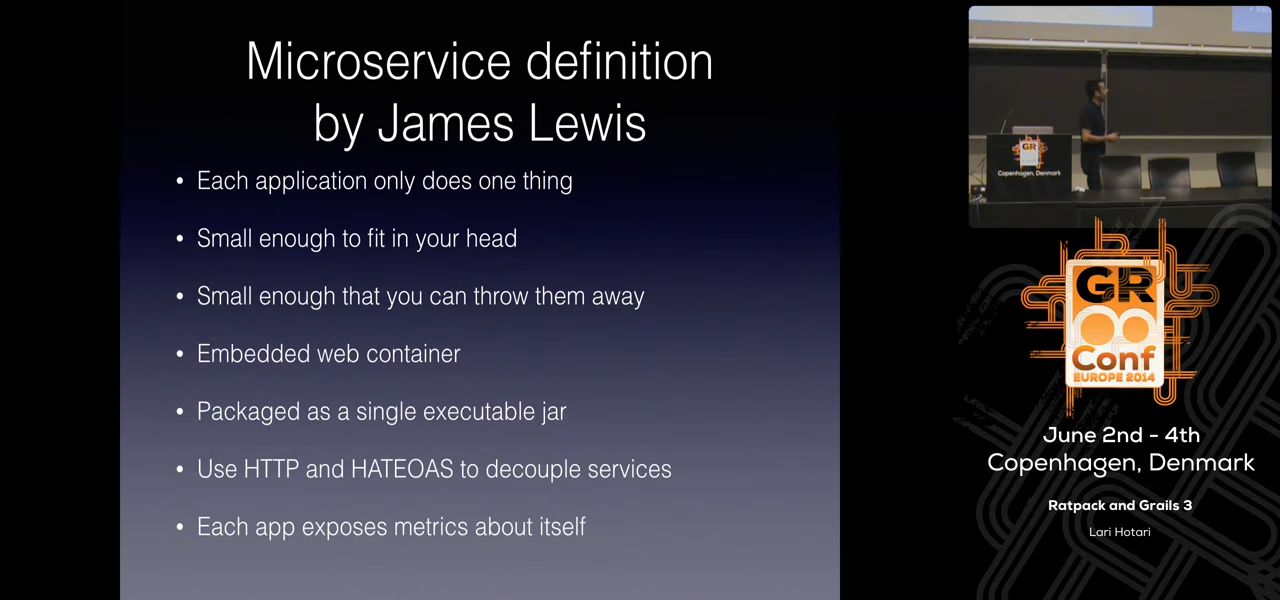 Microservice definition
by James Lewis
• Each application only does one thing
• Small enough to fit in your head
• Small enough that you can throw them away
• Embedded web container
• Packaged as a single executable jar
• Use HTTP and HATEOAS to decouple services
• Each app exposes metrics about itself
GR
Copenhagen, Denmark
GR
Conf
EUROPE 2014
June 2nd - 4th
Copenhagen, Denmark
Ratpack and Grails 3
Lari Hotari